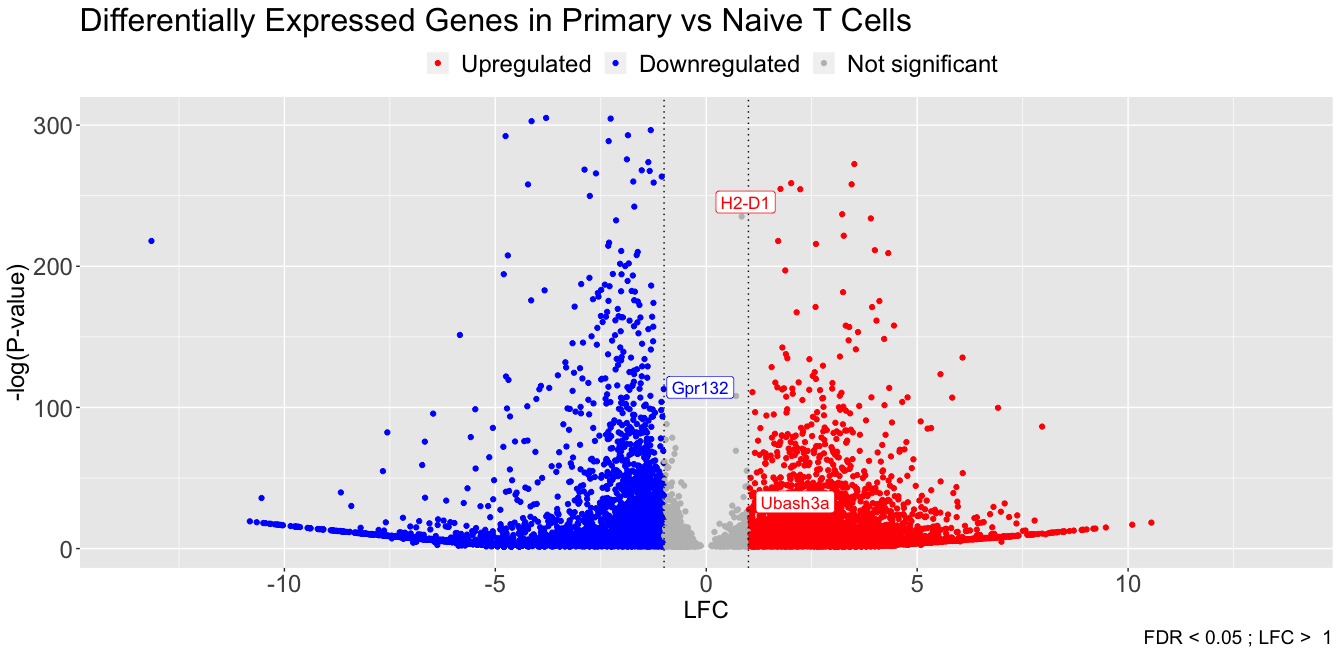 Differentially Expressed Genes in Primary vs Naive T Cells
Upregulated Downregulated Not significant
300
H2-D1
200
-log(P-value)
Gpr132
100
Ubash3a
0
-10 -5 0 5 10
LFC
FDR < 0.05 ; LFC >  1